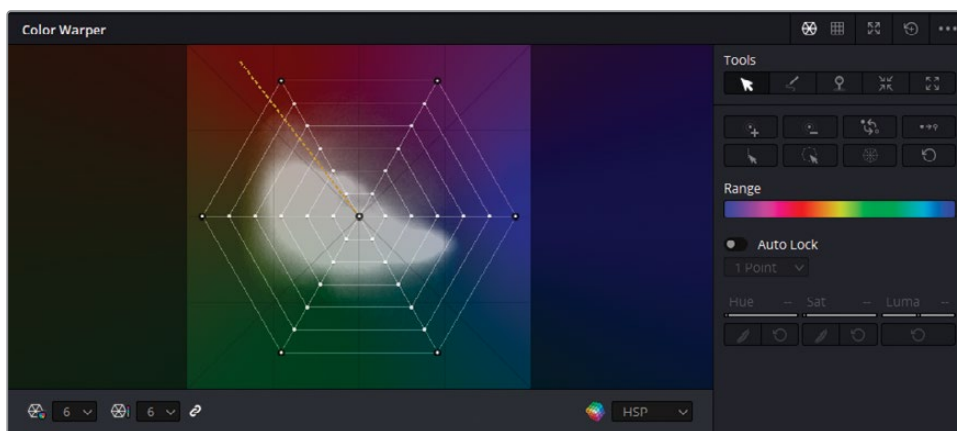 Color Warper
Tools
Range
Auto Lock
1 Point
Hue -- Sat -- Luma --
6 6 HSP